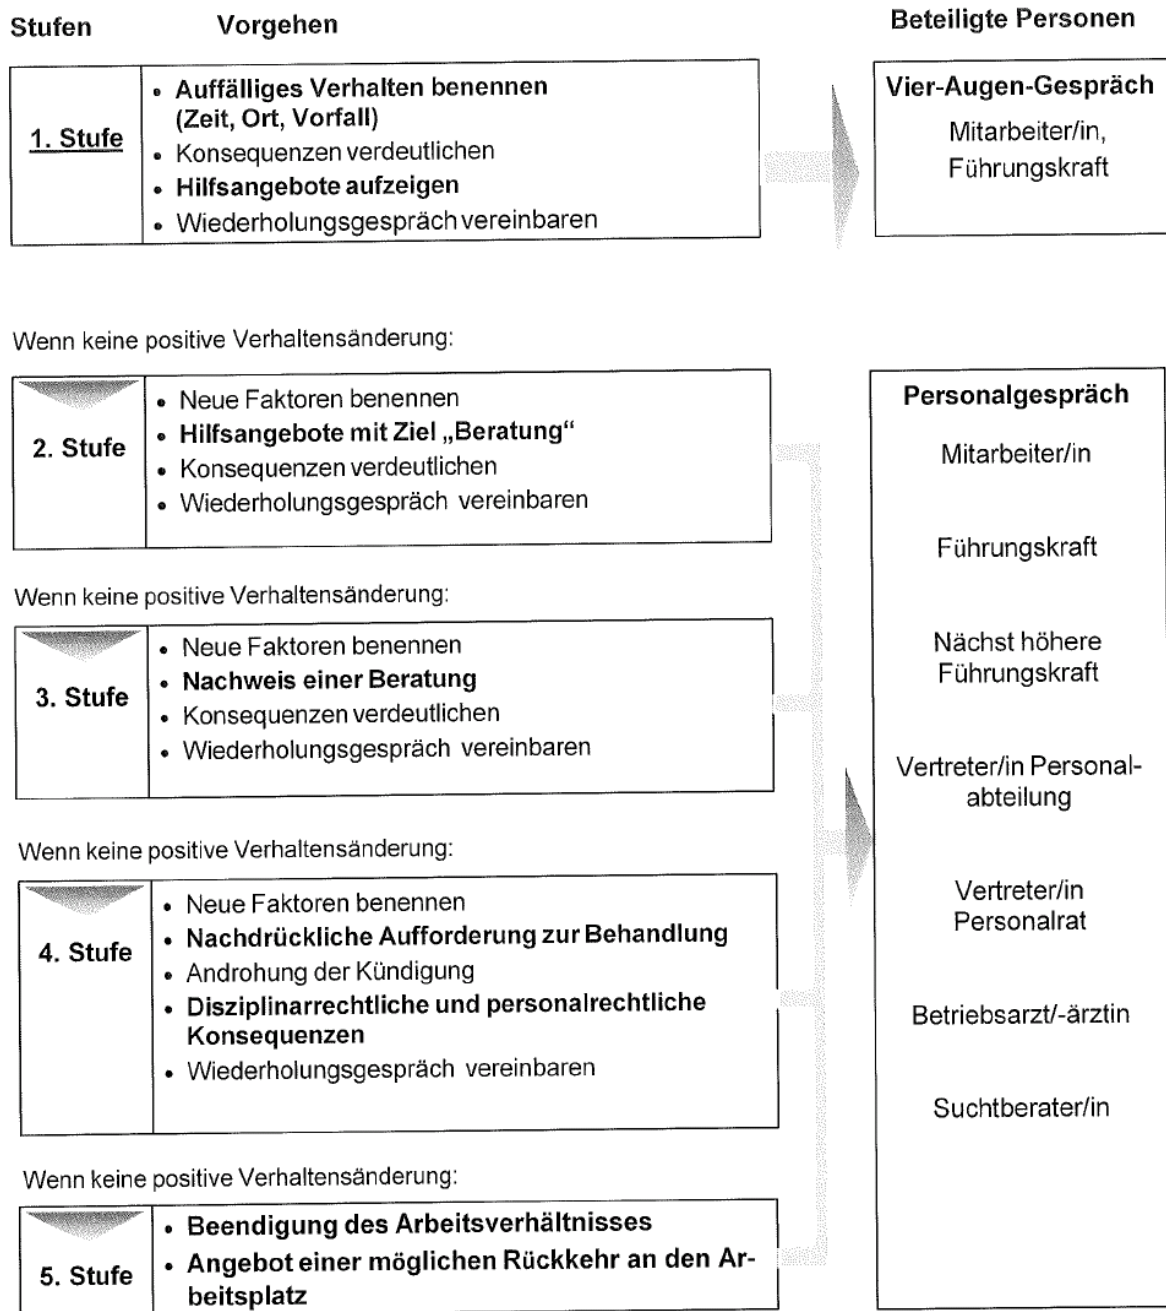 Stufen
Vorgehen
Beteiligte Personen
1. Stufe
• Auffälliges Verhalten benennen
(Zeit, Ort, Vorfall)
• Konsequenzen verdeutlichen
• Hilfsangebote aufzeigen
• Wiederholungsgespräch vereinbaren
Vier-Augen-Gespräch
Mitarbeiter/in,
Führungskraft
Wenn keine positive Verhaltensänderung:
2. Stufe
• Neue Faktoren benennen
• Hilfsangebote mit Ziel „Beratung“
• Konsequenzen verdeutlichen
• Wiederholungsgespräch vereinbaren
Wenn keine positive Verhaltensänderung:
3. Stufe
• Neue Faktoren benennen
• Nachweis einer Beratung
• Konsequenzen verdeutlichen
• Wiederholungsgespräch vereinbaren
Wenn keine positive Verhaltensänderung:
4. Stufe
• Neue Faktoren benennen
• Nachdrückliche Aufforderung zur Behandlung
• Androhung der Kündigung
• Disziplinarrechtliche und personalrechtliche
Konsequenzen
• Wiederholungsgespräch vereinbaren
Wenn keine positive Verhaltensänderung:
5. Stufe
• Beendigung des Arbeitsverhältnisses
• Angebot einer möglichen Rückkehr an den Ar-
beitsplatz
Personalgespräch
Mitarbeiter/in
Führungskraft
Nächst höhere
Führungskraft
Vertreter/in Personal-
abteilung
Vertreter/in
Personalrat
Betriebsarzt/-ärztin
Suchtberater/in